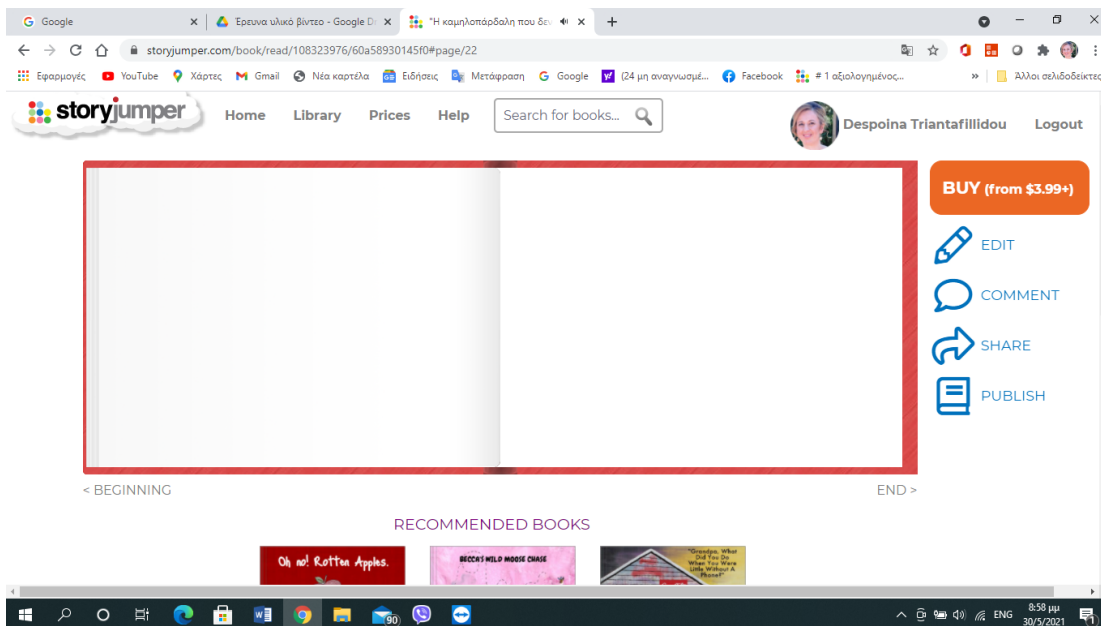 Google
Έρευνα υλικό βίντεο - Google Dr
"Η καμηλοπάρδαλη που δεν
storyjumper.com/book/read/108323976/60a58930145f0#page/22
Εφαρμογές
YouTube
Χάρτες
Gmail
Νέα καρτέλα
Ειδήσεις
Μετάφραση
Google
(24 μη αναγνωσμέ...
Facebook
# 1 αξιολογημένος...
»
Άλλοι σελιδοδείκτες
storyjumper
Home
Library
Prices
Help
Search for books...
Despoina Triantafillidou
Logout
BUY (from $3.99+)
EDIT
COMMENT
SHARE
PUBLISH
< BEGINNING
END >
RECOMMENDED BOOKS
Oh no! Rotten Apples.
BECCA'S WILD MOOSE CHASE
"Grandpa, What
Did You Do
When You Were
Little Without A
Phone?"
90
ENG
8:58 μμ
30/5/2021
1